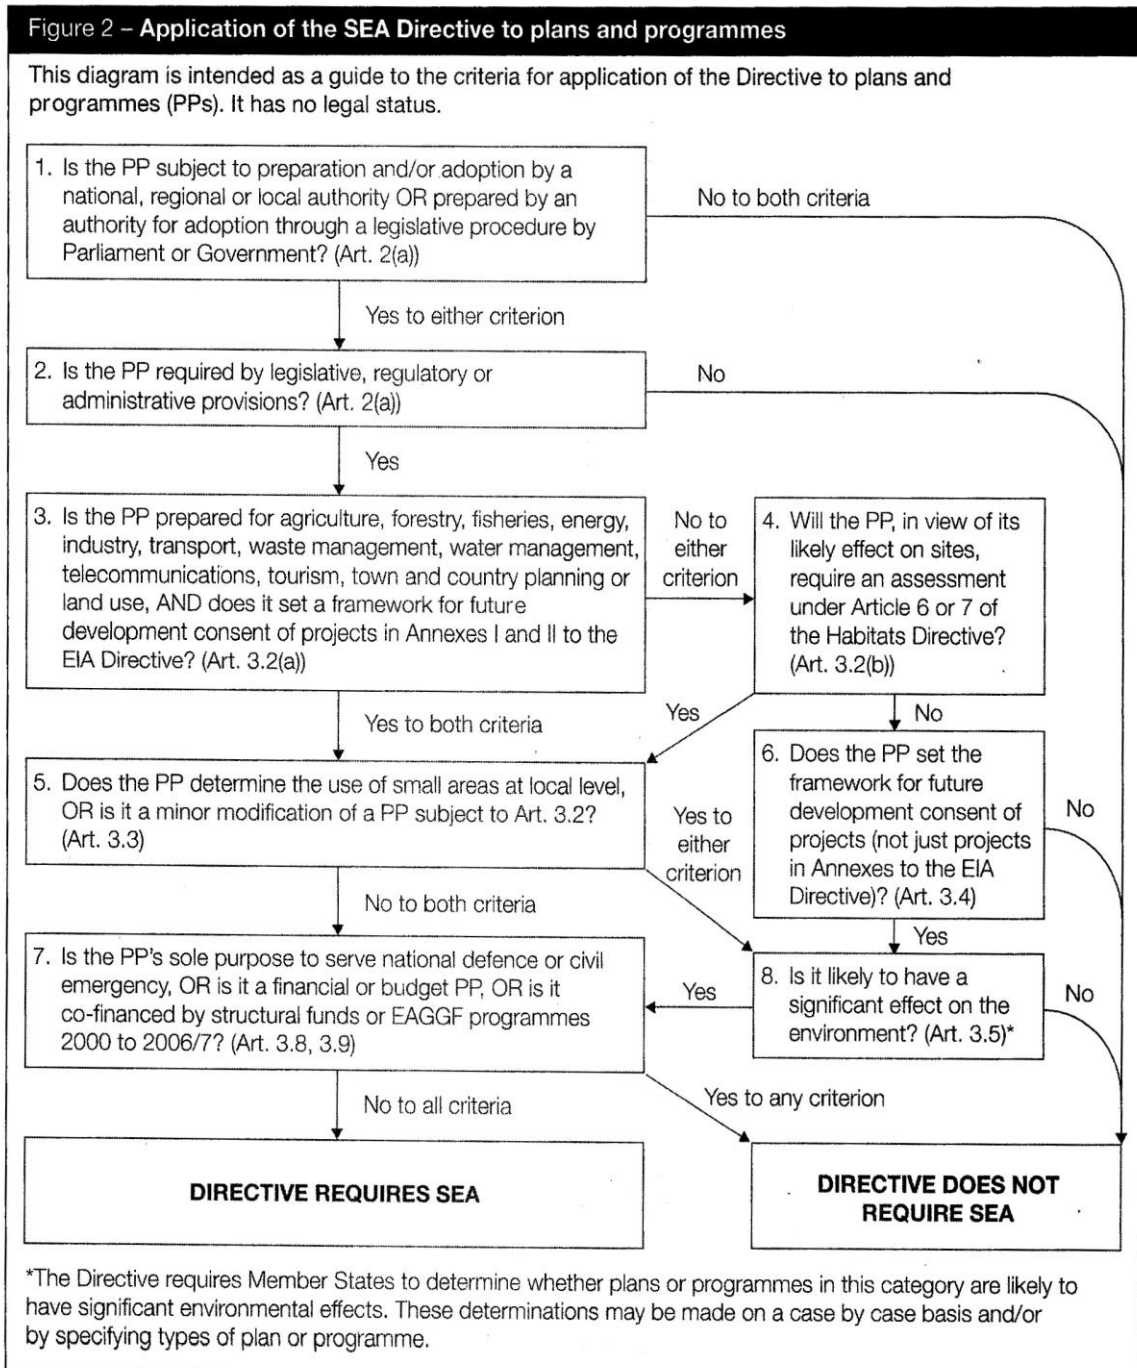 Figure 2 – Application of the SEA Directive to plans and programmes
This diagram is intended as a guide to the criteria for application of the Directive to plans and
programmes (PPs). It has no legal status.
1. Is the PP subject to preparation and/or adoption by a
national, regional or local authority OR prepared by an
authority for adoption through a legislative procedure by
Parliament or Government? (Art. 2(a))
No to both criteria
Yes to either criterion
2. Is the PP required by legislative, regulatory or
administrative provisions? (Art. 2(a))
No
Yes
3. Is the PP prepared for agriculture, forestry, fisheries, energy,
industry, transport, waste management, water management,
telecommunications, tourism, town and country planning or
land use, AND does it set a framework for future
development consent of projects in Annexes I and II to the
EIA Directive? (Art. 3.2(a))
No to
either
criterion
4. Will the PP, in view of its
likely effect on sites,
require an assessment
under Article 6 or 7 of
the Habitats Directive?
(Art. 3.2(b))
Yes to both criteria
Yes
No
5. Does the PP determine the use of small areas at local level,
OR is it a minor modification of a PP subject to Art. 3.2?
(Art. 3.3)
Yes to
either
criterion
6. Does the PP set the
framework for future
development consent of
projects (not just projects
in Annexes to the EIA
Directive)? (Art. 3.4)
No
No to both criteria
Yes
7. Is the PP's sole purpose to serve national defence or civil
emergency, OR is it a financial or budget PP, OR is it
co-financed by structural funds or EAGGF programmes
2000 to 2006/7? (Art. 3.8, 3.9)
Yes
8. Is it likely to have a
significant effect on the
environment? (Art. 3.5)*
No
No to all criteria
Yes to any criterion
DIRECTIVE REQUIRES SEA
DIRECTIVE DOES NOT
REQUIRE SEA
*The Directive requires Member States to determine whether plans or programmes in this category are likely to
have significant environmental effects. These determinations may be made on a case by case basis and/or
by specifying types of plan or programme.